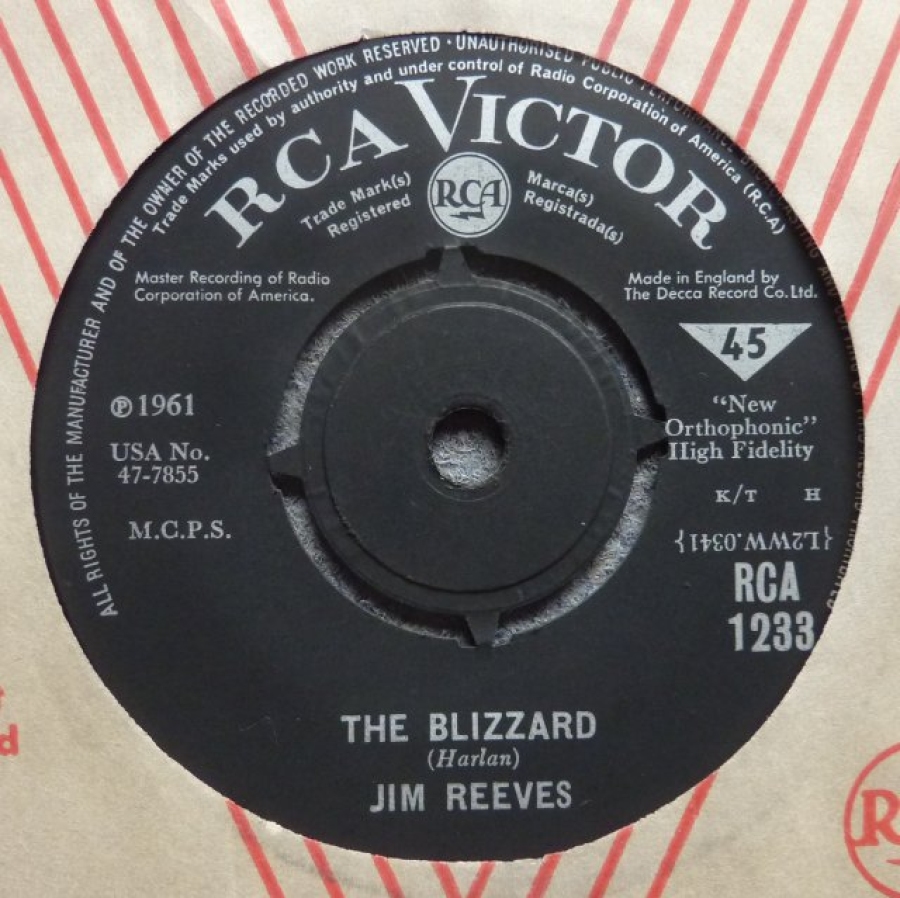 ALL RIGHTS OF THE MANUFACTURER AND OF THE OWNER OF THE RECORDED WORK RESERVED · UNAUTHORISED PUBLIC
Trade Marks used by authority and under control of Radio Corporation of America (R.C.A)
RCA VICTOR
Trade Mark(s)
Registered
RCA
Marca(s)
Registrada(s)
Master Recording of Radio
Corporation of America.
Made in England by
The Decca Record Co. Ltd.
45
℗ 1961
"New
Orthophonic"
High Fidelity
USA No.
47-7855
K/T H
M.C.P.S.
{L2WW.0341}
RCA
1233
THE BLIZZARD
(Harlan)
JIM REEVES